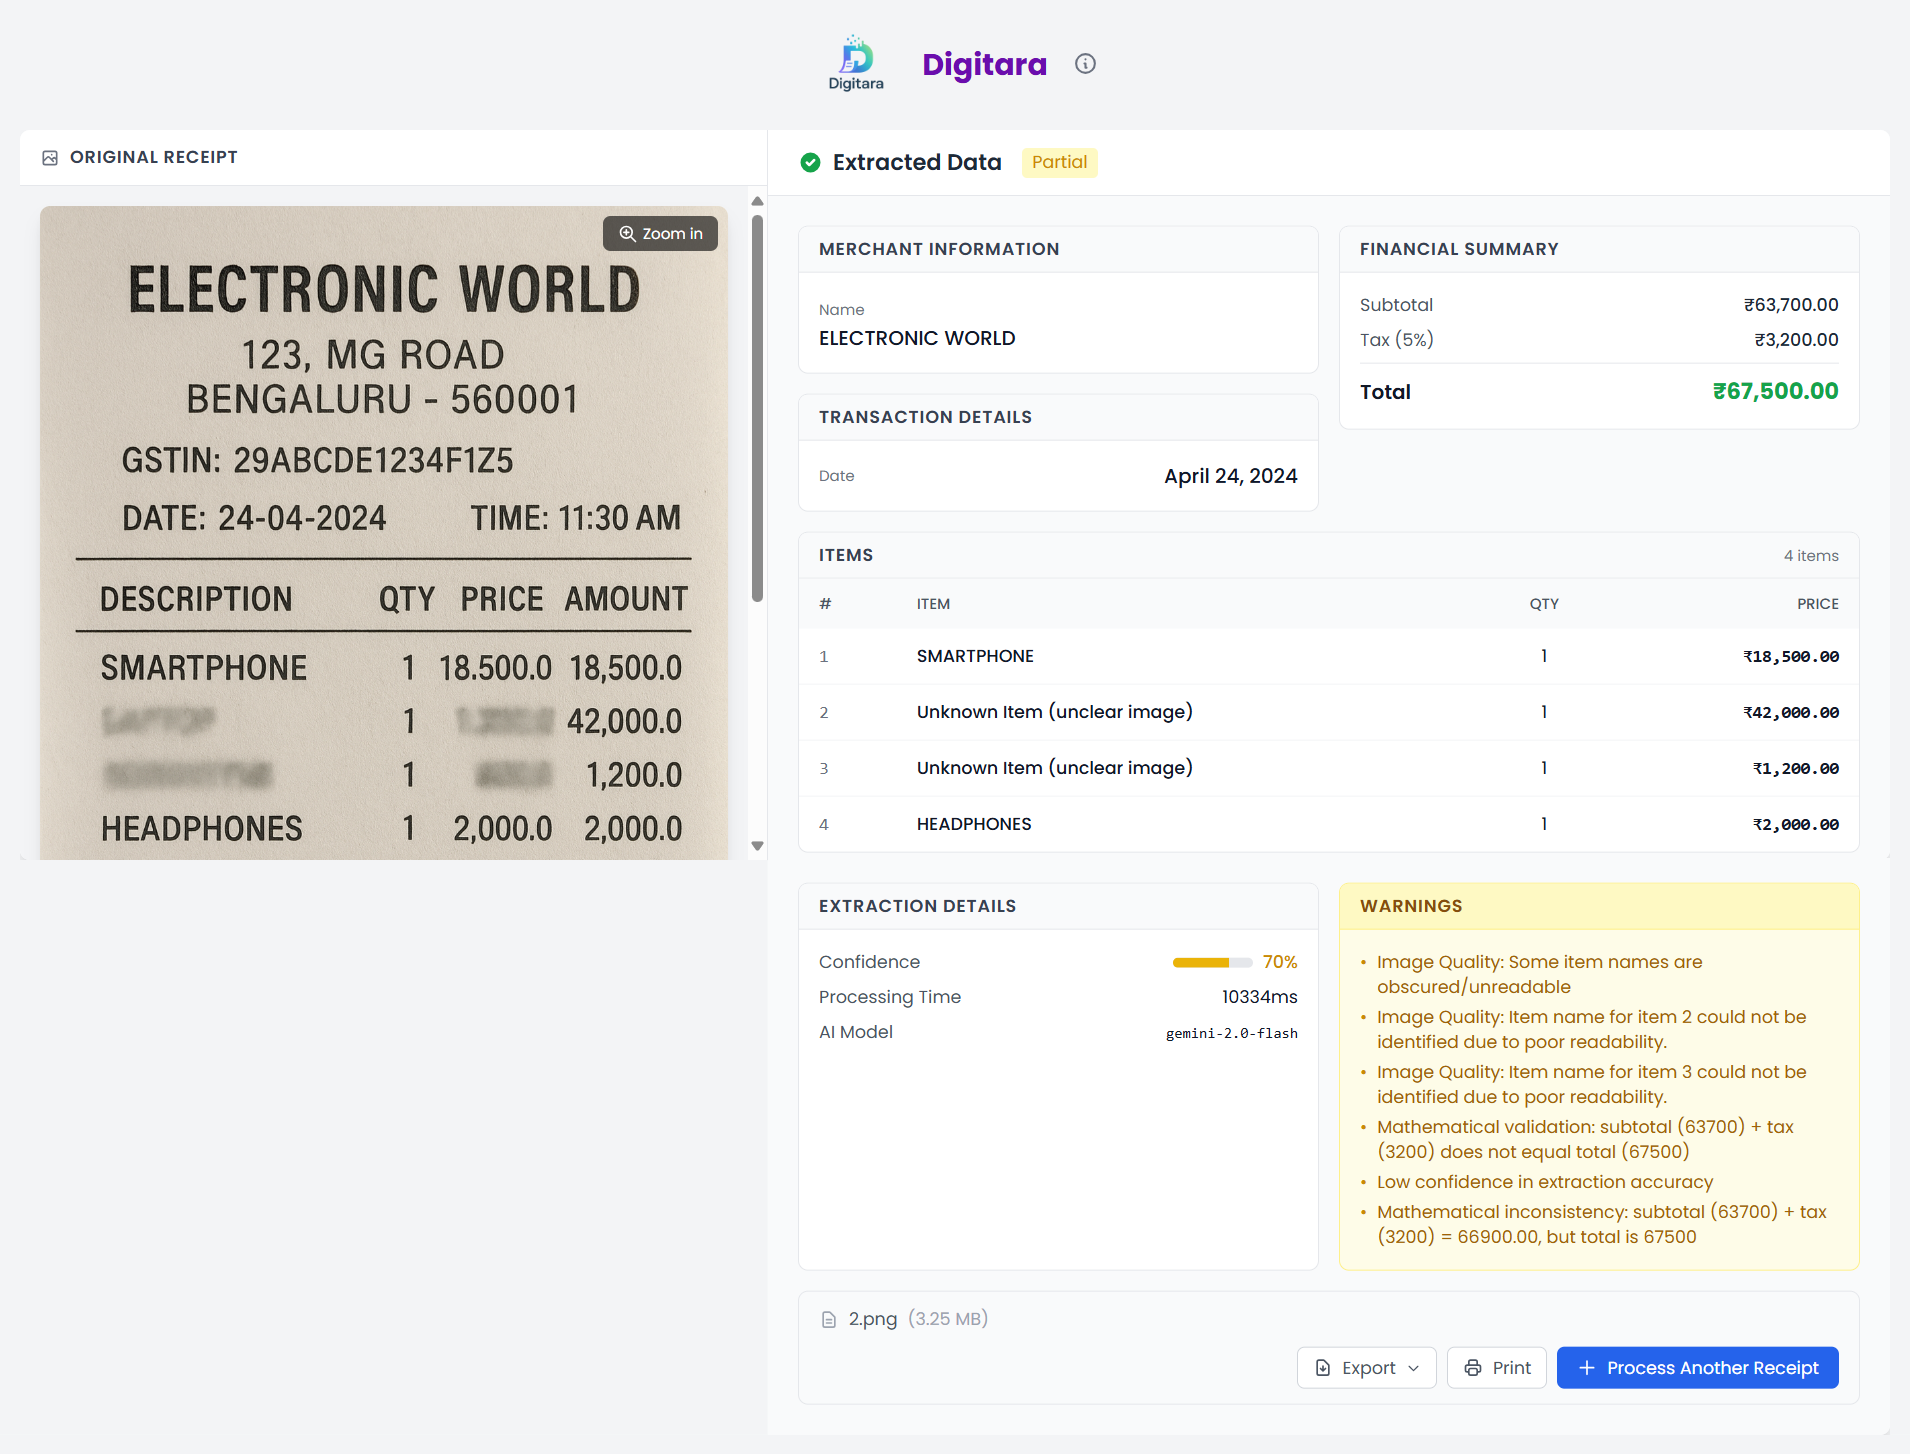 Digitara
Digitara
ORIGINAL RECEIPT
Zoom in
ELECTRONIC WORLD
123, MG ROAD
BENGALURU - 560001
GSTIN: 29ABCDE1234F1Z5
DATE: 24-04-2024 TIME: 11:30 AM
DESCRIPTION QTY PRICE AMOUNT
SMARTPHONE 1 18.500.0 18,500.0
1 42,000.0
1 1,200.0
HEADPHONES 1 2,000.0 2,000.0
Extracted Data Partial
MERCHANT INFORMATION
Name
ELECTRONIC WORLD
TRANSACTION DETAILS
Date April 24, 2024
FINANCIAL SUMMARY
Subtotal ₹63,700.00
Tax (5%) ₹3,200.00
Total ₹67,500.00
ITEMS 4 items
# ITEM QTY PRICE
1 SMARTPHONE 1 ₹18,500.00
2 Unknown Item (unclear image) 1 ₹42,000.00
3 Unknown Item (unclear image) 1 ₹1,200.00
4 HEADPHONES 1 ₹2,000.00
EXTRACTION DETAILS
Confidence 70%
Processing Time 10334ms
AI Model gemini-2.0-flash
WARNINGS
• Image Quality: Some item names are
obscured/unreadable
• Image Quality: Item name for item 2 could not be
identified due to poor readability.
• Image Quality: Item name for item 3 could not be
identified due to poor readability.
• Mathematical validation: subtotal (63700) + tax
(3200) does not equal total (67500)
• Low confidence in extraction accuracy
• Mathematical inconsistency: subtotal (63700) + tax
(3200) = 66900.00, but total is 67500
2.png (3.25 MB)
Export
Print
+ Process Another Receipt